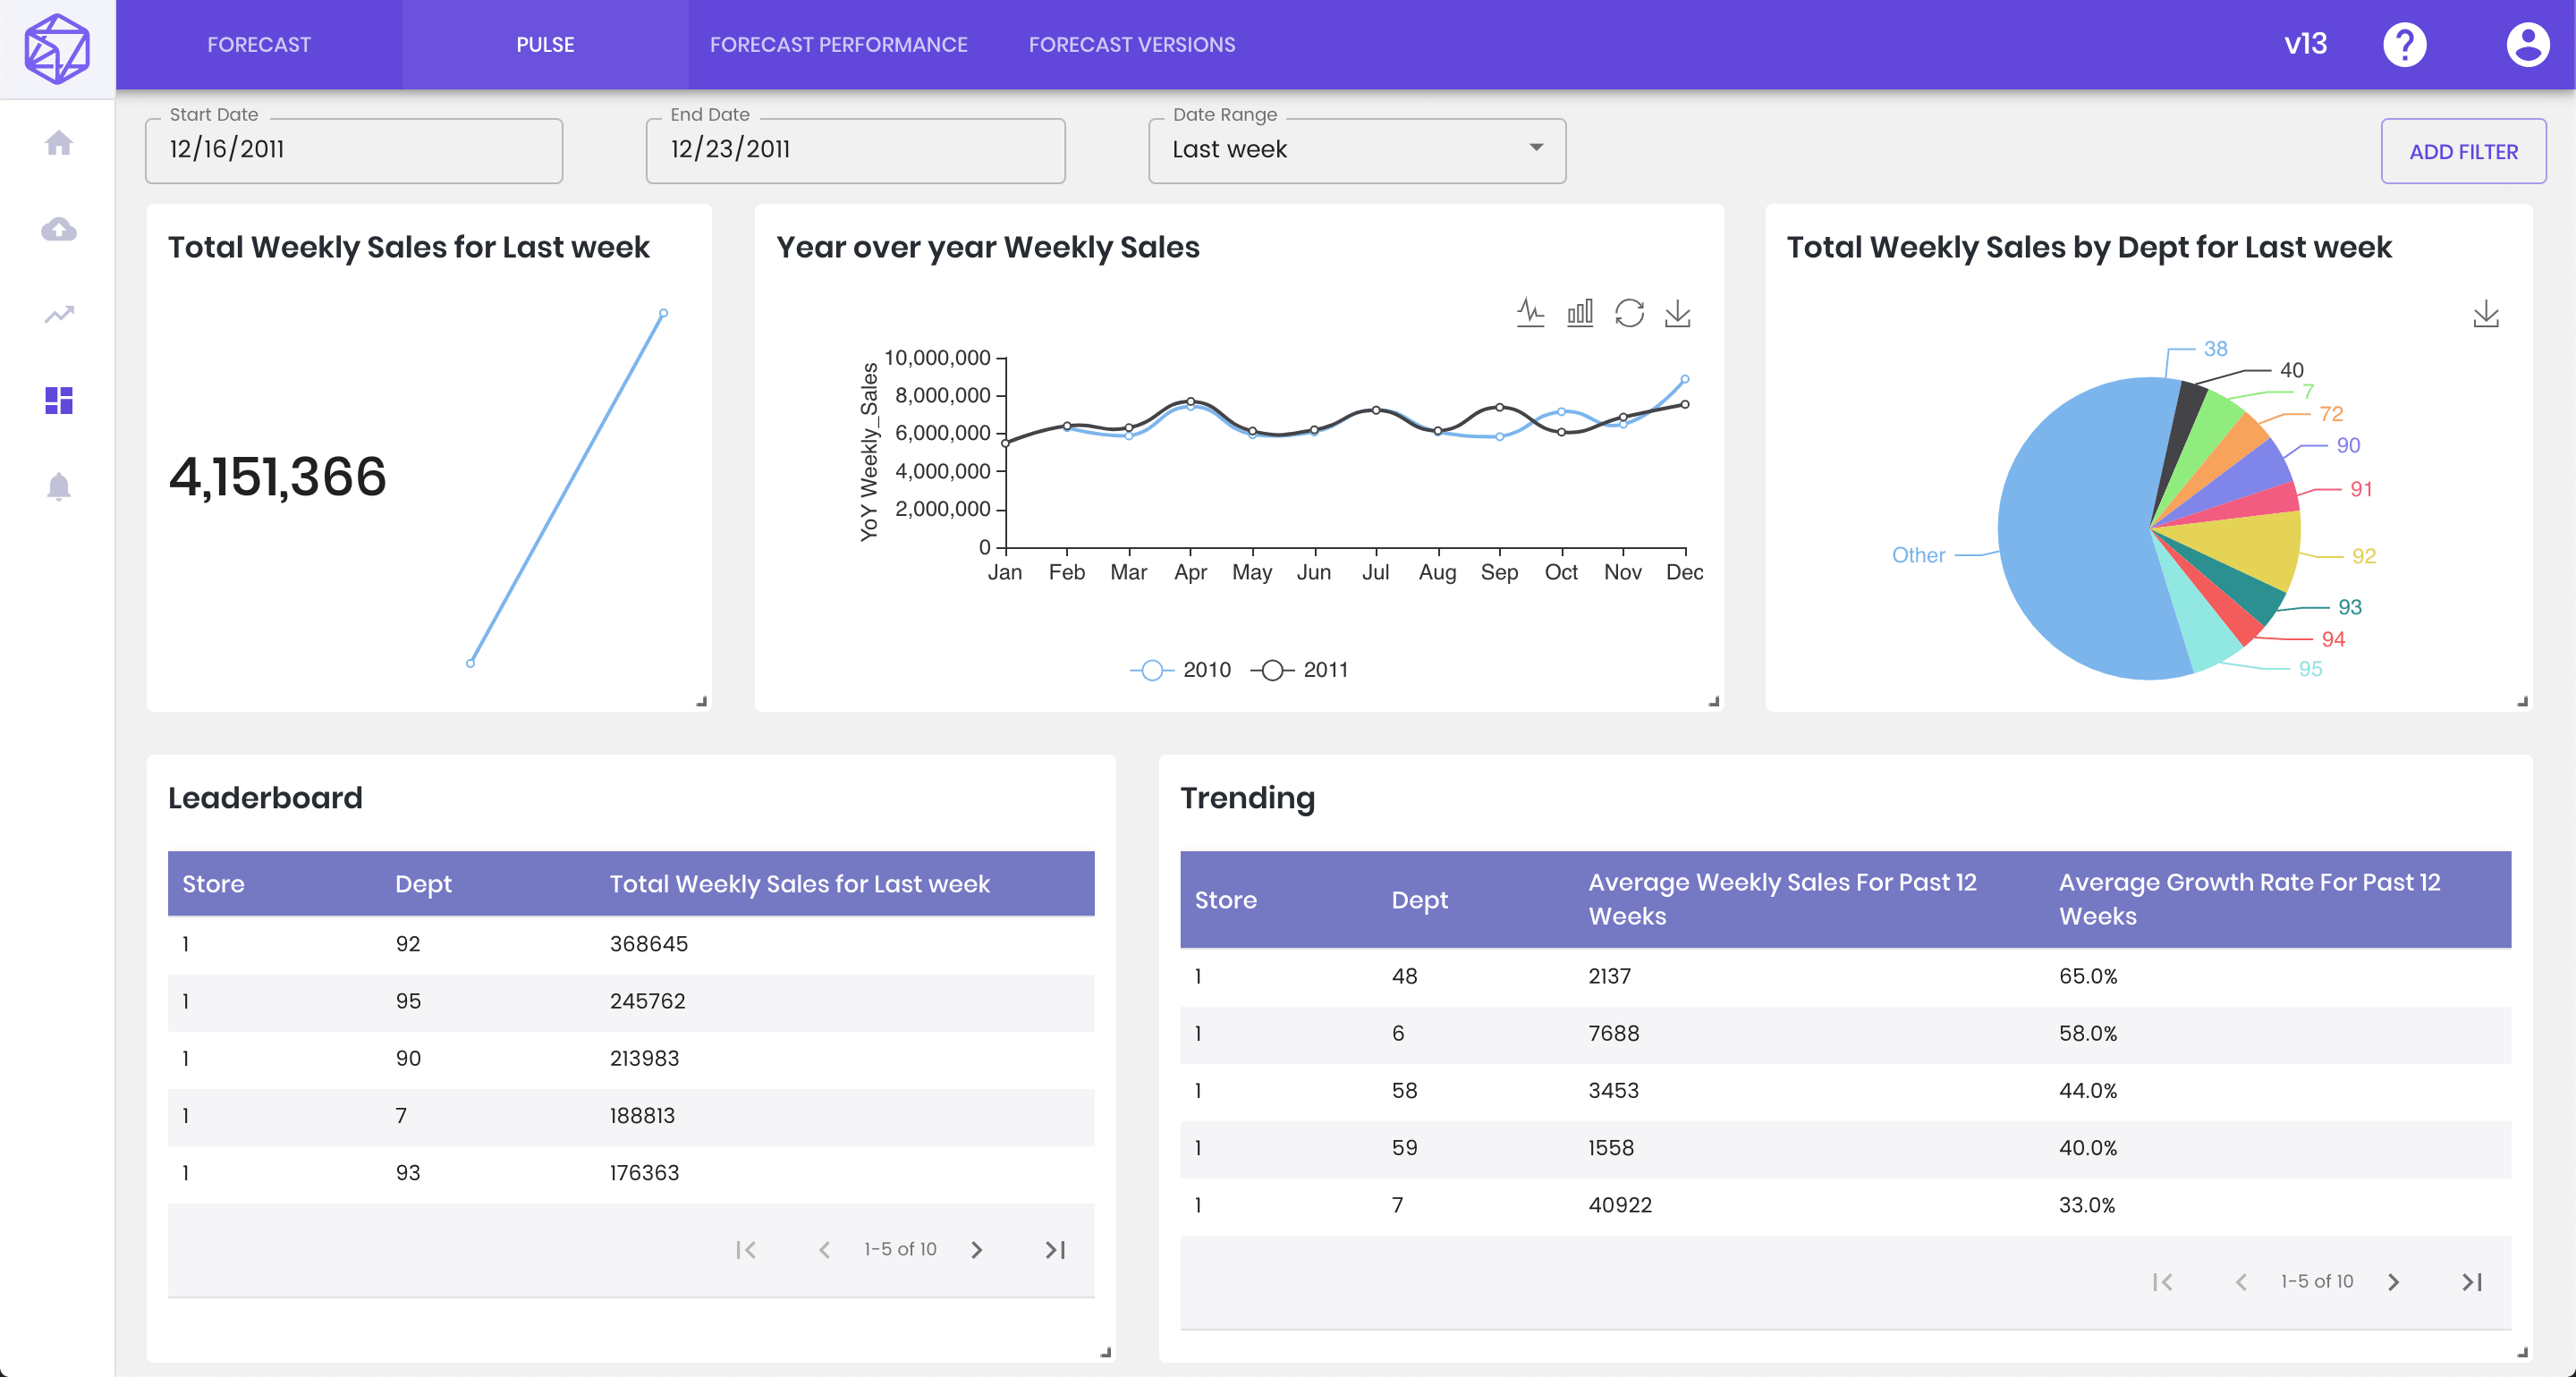 FORECAST PULSE FORECAST PERFORMANCE FORECAST VERSIONS v13
Start Date End Date Date Range
12/16/2011 12/23/2011 Last week ADD FILTER
Total Weekly Sales for Last week
4,151,366
Year over year Weekly Sales
YoY Weekly_Sales
10,000,000
8,000,000
6,000,000
4,000,000
2,000,000
0
Jan Feb Mar Apr May Jun Jul Aug Sep Oct Nov Dec
2010 2011
Total Weekly Sales by Dept for Last week
38
40
7
72
90
91
92
93
94
95
Other
Leaderboard
Store Dept Total Weekly Sales for Last week
1 92 368645
1 95 245762
1 90 213983
1 7 188813
1 93 176363
1-5 of 10
Trending
Store Dept Average Weekly Sales For Past 12 Weeks Average Growth Rate For Past 12 Weeks
1 48 2137 65.0%
1 6 7688 58.0%
1 58 3453 44.0%
1 59 1558 40.0%
1 7 40922 33.0%
1-5 of 10